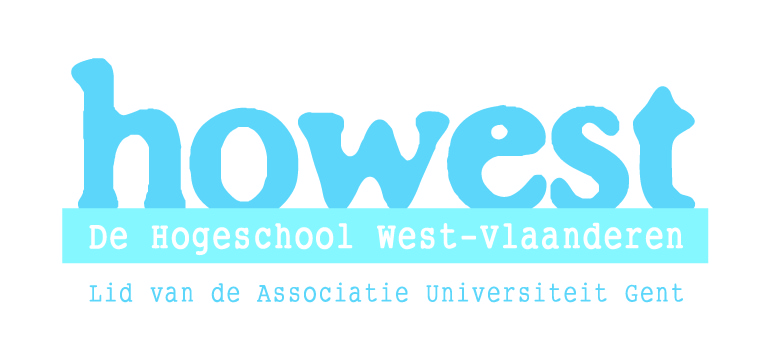 howest
De Hogeschool West-Vlaanderen
Lid van de Associatie Universiteit Gent